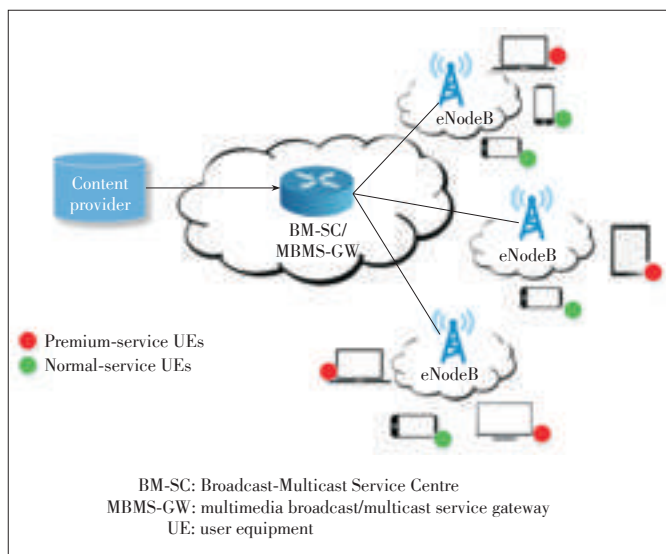 eNodeB
Content
provider
BM-SC/
MBMS-GW
eNodeB
Premium-service UEs
Normal-service UEs
eNodeB
BM-SC: Broadcast-Multicast Service Centre
MBMS-GW: multimedia broadcast/multicast service gateway
UE: user equipment